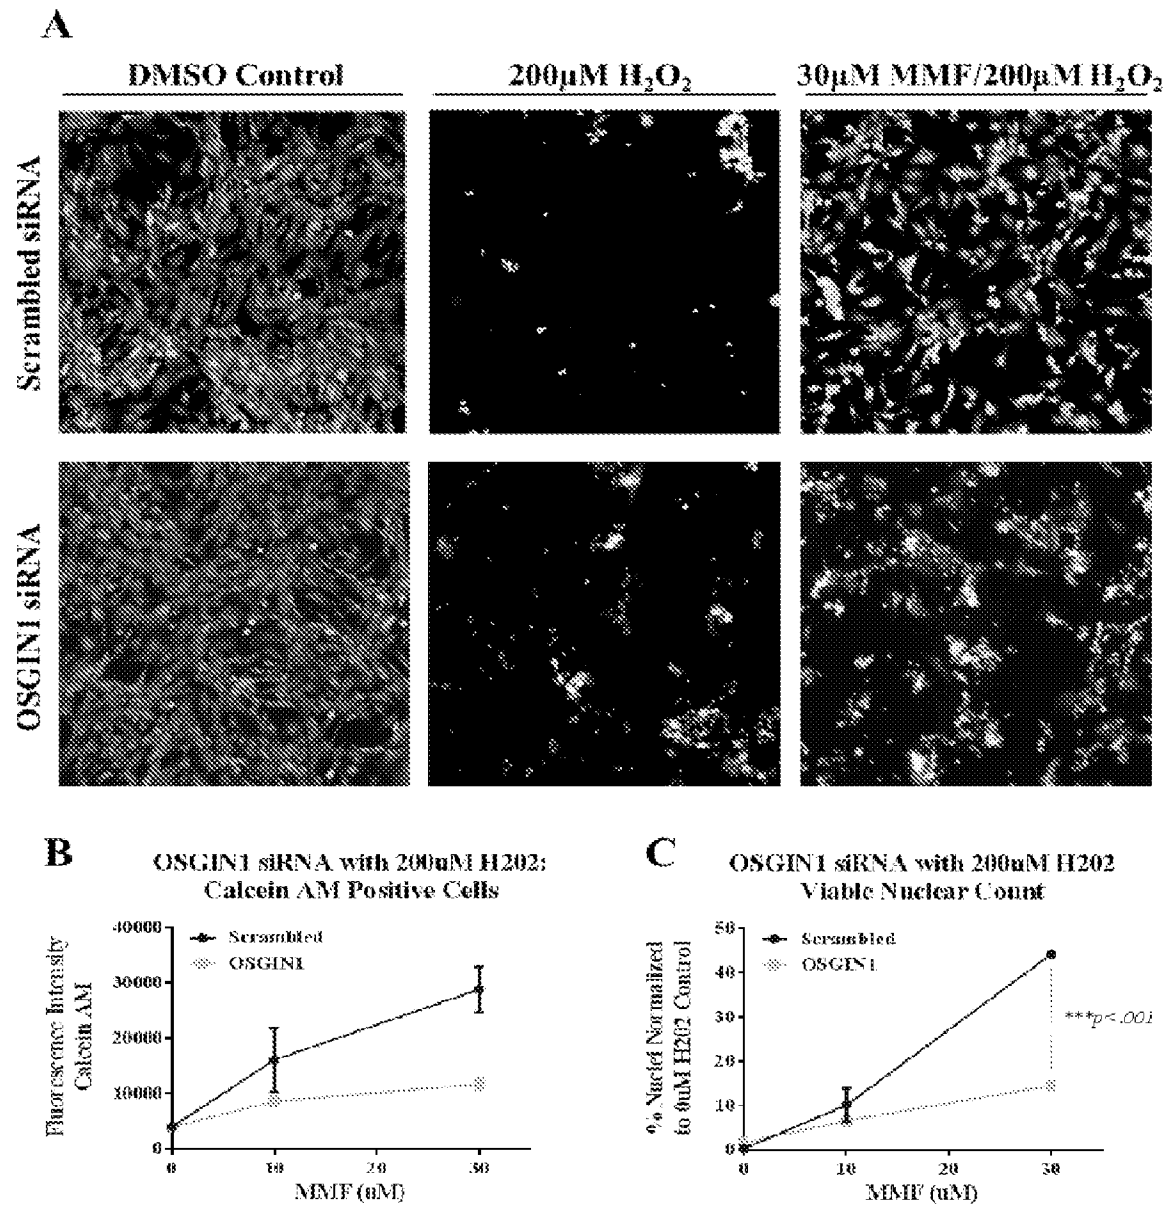 A
DMSO Control
200µM H₂O₂
30µM MMF/200µM H₂O₂
Scrambled siRNA
OSGIN1 siRNA
B
OSGIN1 siRNA with 200uM H202:
Calcein AM Positive Cells
Fluorescence Intensity
Calcein AM
40000
30000
20000
10000
0
Scrambled
OSGIN1
0 10 20 30
MMF (uM)
C
OSGIN1 siRNA with 200uM H202
Viable Nuclear Count
% Nuclei Normalized
to 0uM H202 Control
50
40
30
20
10
0
Scrambled
OSGIN1
***p<.001
0 10 20 30
MMF (uM)